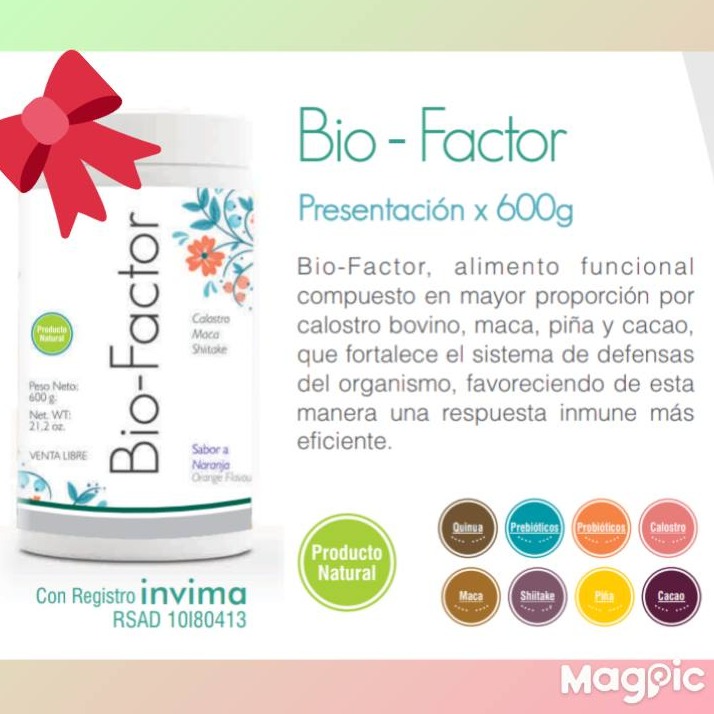 Bio - Factor
Presentación x 600g
Bio-Factor, alimento funcional
compuesto en mayor proporción por
calostro bovino, maca, piña y cacao,
que fortalece el sistema de defensas
del organismo, favoreciendo de esta
manera una respuesta inmune más
eficiente.
Bio-Factor
Calostro
Maca
Shiitake
Producto
Natural
Peso Neto:
600 g.
Net. WT:
21,2 oz.
VENTA LIBRE
Sabor a
Naranja
Orange Flavou
Con Registro invima
RSAD 10I80413
Producto
Natural
Quinua
Prebióticos
Probióticos
Calostro
Maca
Shiitake
Piña
Cacao
Magpic